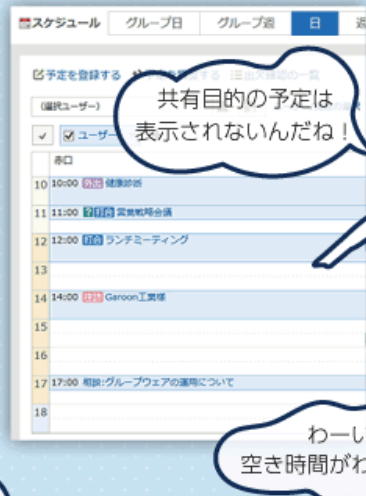 スケジュール グループ日 グループ週 日 週
予定を登録する
(選択ユーザー)
共有目的の予定は
表示されないんだね！
ユーザー
赤口
10 10:00 外出 健康診断
11 11:00 ? 打合 営業戦略会議
12 12:00 打合 ランチミーティング
13
14 14:00 往訪 Garoon工業様
15
16
17 17:00 相談:グループウェアの運用について
18
わーい
空き時間がわ